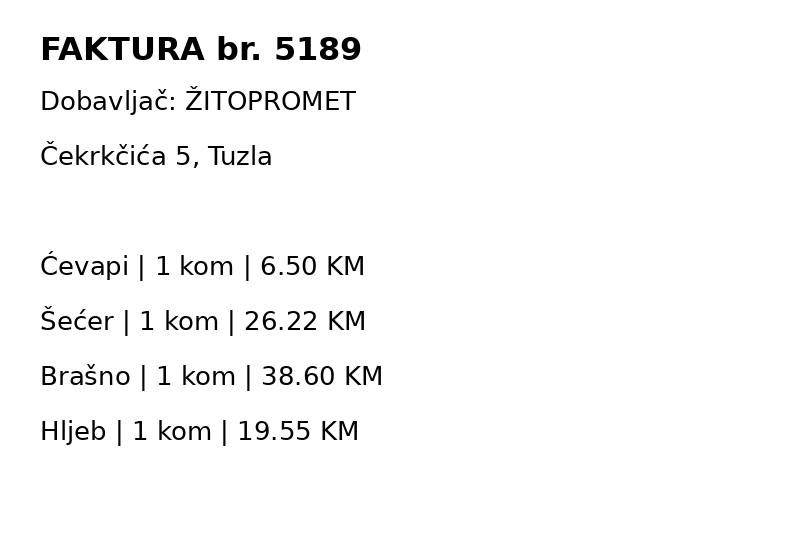 FAKTURA br. 5189
Dobavljač: ŽITOPROMET
Čekrkčića 5, Tuzla
Ćevapi | 1 kom | 6.50 KM
Šećer | 1 kom | 26.22 KM
Brašno | 1 kom | 38.60 KM
Hljeb | 1 kom | 19.55 KM